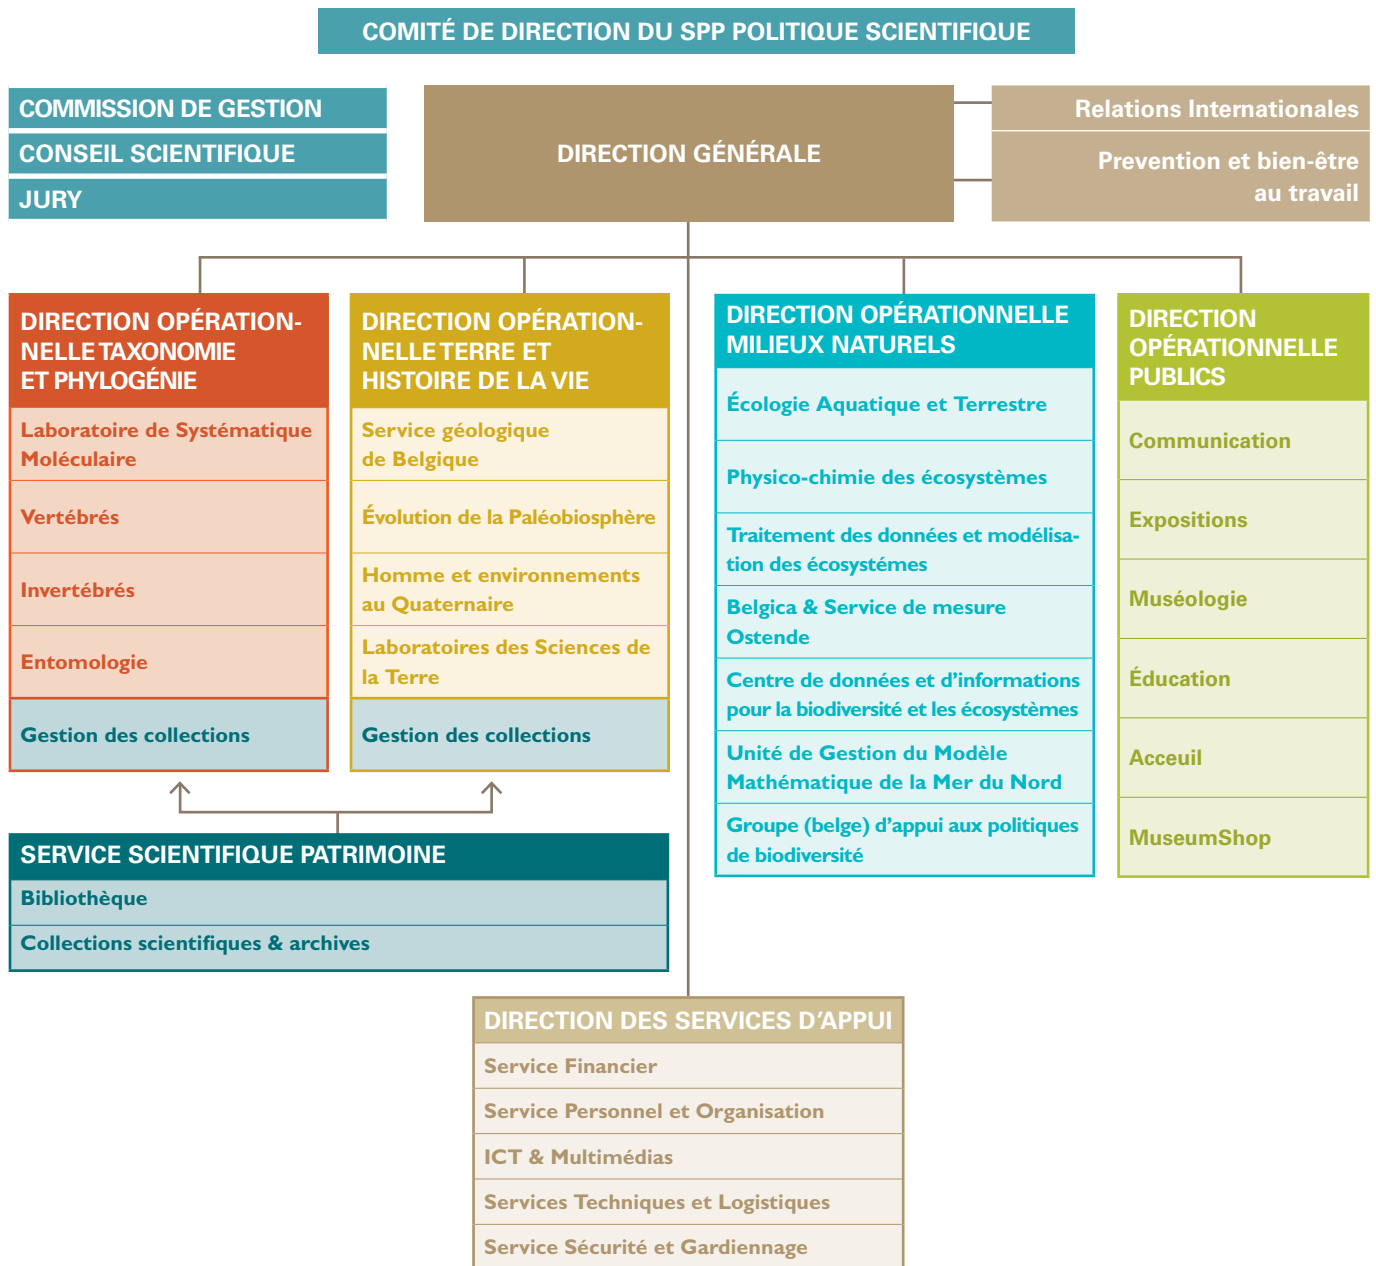 COMITÉ DE DIRECTION DU SPP POLITIQUE SCIENTIFIQUE
COMMISSION DE GESTION
CONSEIL SCIENTIFIQUE
JURY
DIRECTION GÉNÉRALE
Relations Internationales
Prevention et bien-être
au travail
DIRECTION OPÉRATION-
NELLE TAXONOMIE
ET PHYLOGÉNIE
Laboratoire de Systématique
Moléculaire
Vertébrés
Invertébrés
Entomologie
Gestion des collections
DIRECTION OPÉRATION-
NELLE TERRE ET
HISTOIRE DE LA VIE
Service géologique
de Belgique
Évolution de la Paléobiosphère
Homme et environnements
au Quaternaire
Laboratoires des Sciences de
la Terre
Gestion des collections
DIRECTION OPÉRATIONNELLE
MILIEUX NATURELS
Écologie Aquatique et Terrestre
Physico-chimie des écosystèmes
Traitement des données et modélisa-
tion des écosystémes
Belgica & Service de mesure
Ostende
Centre de données et d'informations
pour la biodiversité et les écosystèmes
Unité de Gestion du Modèle
Mathématique de la Mer du Nord
Groupe (belge) d'appui aux politiques
de biodiversité
DIRECTION
OPÉRATIONNELLE
PUBLICS
Communication
Expositions
Muséologie
Éducation
Acceuil
MuseumShop
SERVICE SCIENTIFIQUE PATRIMOINE
Bibliothèque
Collections scientifiques & archives
DIRECTION DES SERVICES D'APPUI
Service Financier
Service Personnel et Organisation
ICT & Multimédias
Services Techniques et Logistiques
Service Sécurité et Gardiennage